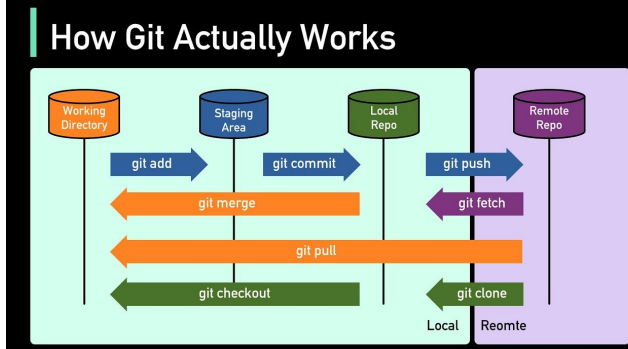 How Git Actually Works
Working
Directory
Staging
Area
Local
Repo
Remote
Repo
git add
git commit
git push
git merge
git fetch
git pull
git checkout
git clone
Local
Reomte